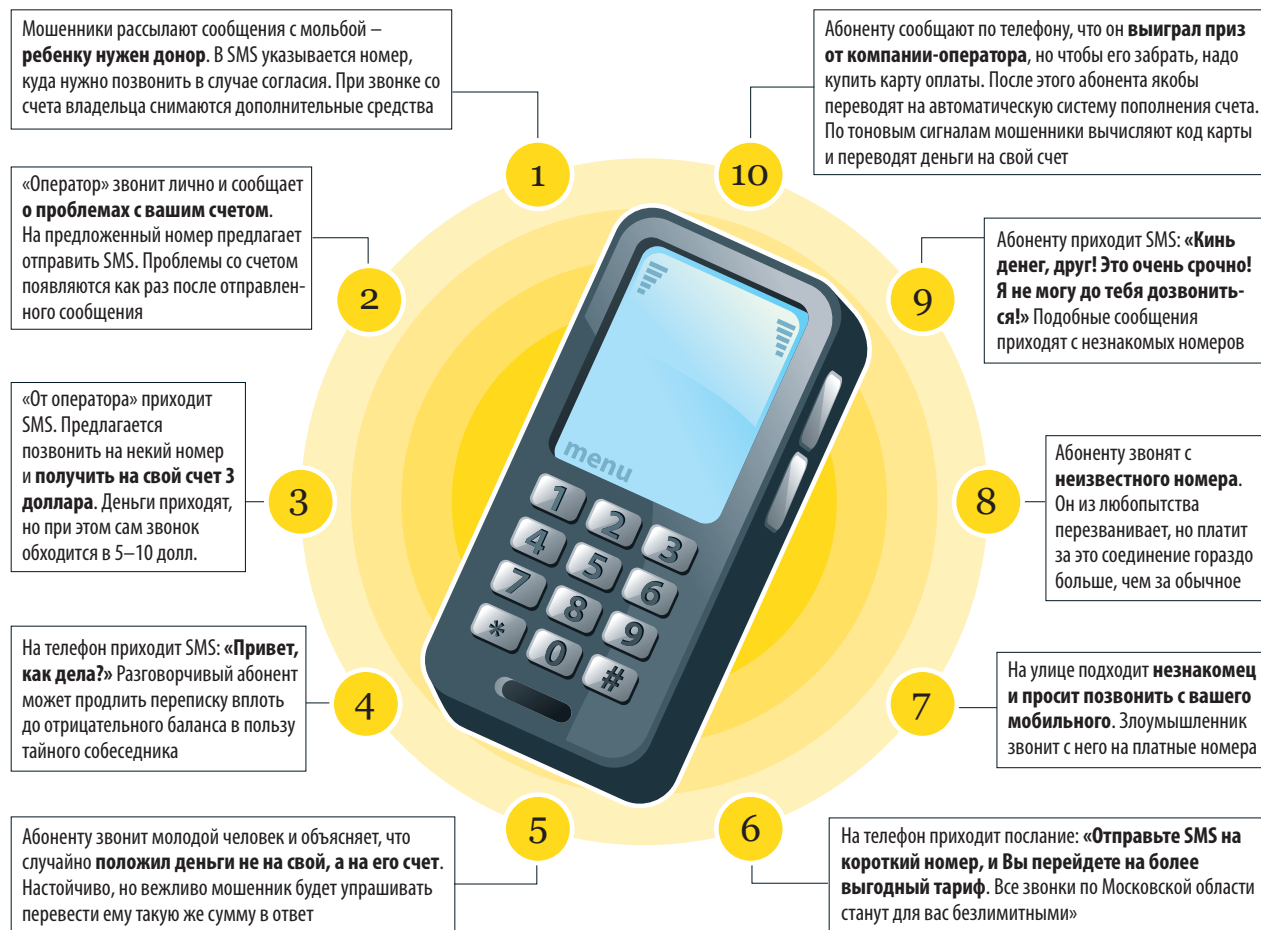 Мошенники рассылают сообщения с мольбой –
ребенку нужен донор. В SMS указывается номер,
куда нужно позвонить в случае согласия. При звонке со
счета владельца снимаются дополнительные средства
1
«Оператор» звонит лично и сообщает
о проблемах с вашим счетом.
На предложенный номер предлагает
отправить SMS. Проблемы со счетом
появляются как раз после отправлен-
ного сообщения
2
«От оператора» приходит
SMS. Предлагается
позвонить на некий номер
и получить на свой счет 3
доллара. Деньги приходят,
но при этом сам звонок
обходится в 5–10 долл.
3
На телефон приходит SMS: «Привет,
как дела?» Разговорчивый абонент
может продлить переписку вплоть
до отрицательного баланса в пользу
тайного собеседника
4
Абоненту звонит молодой человек и объясняет, что
случайно положил деньги не на свой, а на его счет.
Настойчиво, но вежливо мошенник будет упрашивать
перевести ему такую же сумму в ответ
5
На телефон приходит послание: «Отправьте SMS на
короткий номер, и Вы перейдете на более
выгодный тариф. Все звонки по Московской области
станут для вас безлимитными»
6
На улице подходит незнакомец
и просит позвонить с вашего
мобильного. Злоумышленник
звонит с него на платные номера
7
Абоненту звонят с
неизвестного номера.
Он из любопытства
перезванивает, но платит
за это соединение гораздо
больше, чем за обычное
8
Абоненту приходит SMS: «Кинь
денег, друг! Это очень срочно!
Я не могу до тебя дозвонить-
ся!» Подобные сообщения
приходят с незнакомых номеров
9
Абоненту сообщают по телефону, что он выиграл приз
от компании-оператора, но чтобы его забрать, надо
купить карту оплаты. После этого абонента якобы
переводят на автоматическую систему пополнения счета.
По тоновым сигналам мошенники вычисляют код карты
и переводят деньги на свой счет
10
menu
1 2 3
4 5 6
7 8 9
* 0 #